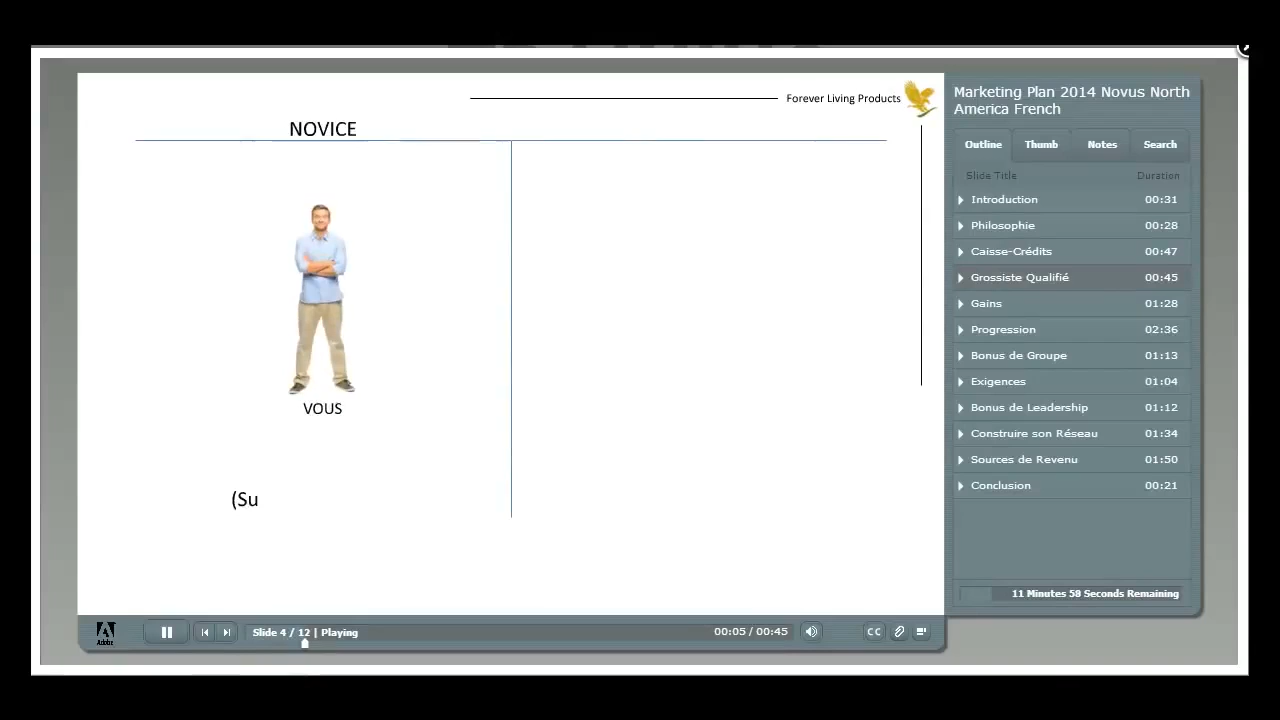 Forever Living Products
NOVICE
VOUS
(Su
Marketing Plan 2014 Novus North
America French
Outline Thumb Notes Search
Slide Title Duration
Introduction 00:31
Philosophie 00:28
Caisse-Crédits 00:47
Grossiste Qualifié 00:45
Gains 01:28
Progression 02:36
Bonus de Groupe 01:13
Exigences 01:04
Bonus de Leadership 01:12
Construire son Réseau 01:34
Sources de Revenu 01:50
Conclusion 00:21
11 Minutes 58 Seconds Remaining
Adobe
Slide 4 / 12 | Playing
00:05 / 00:45
CC